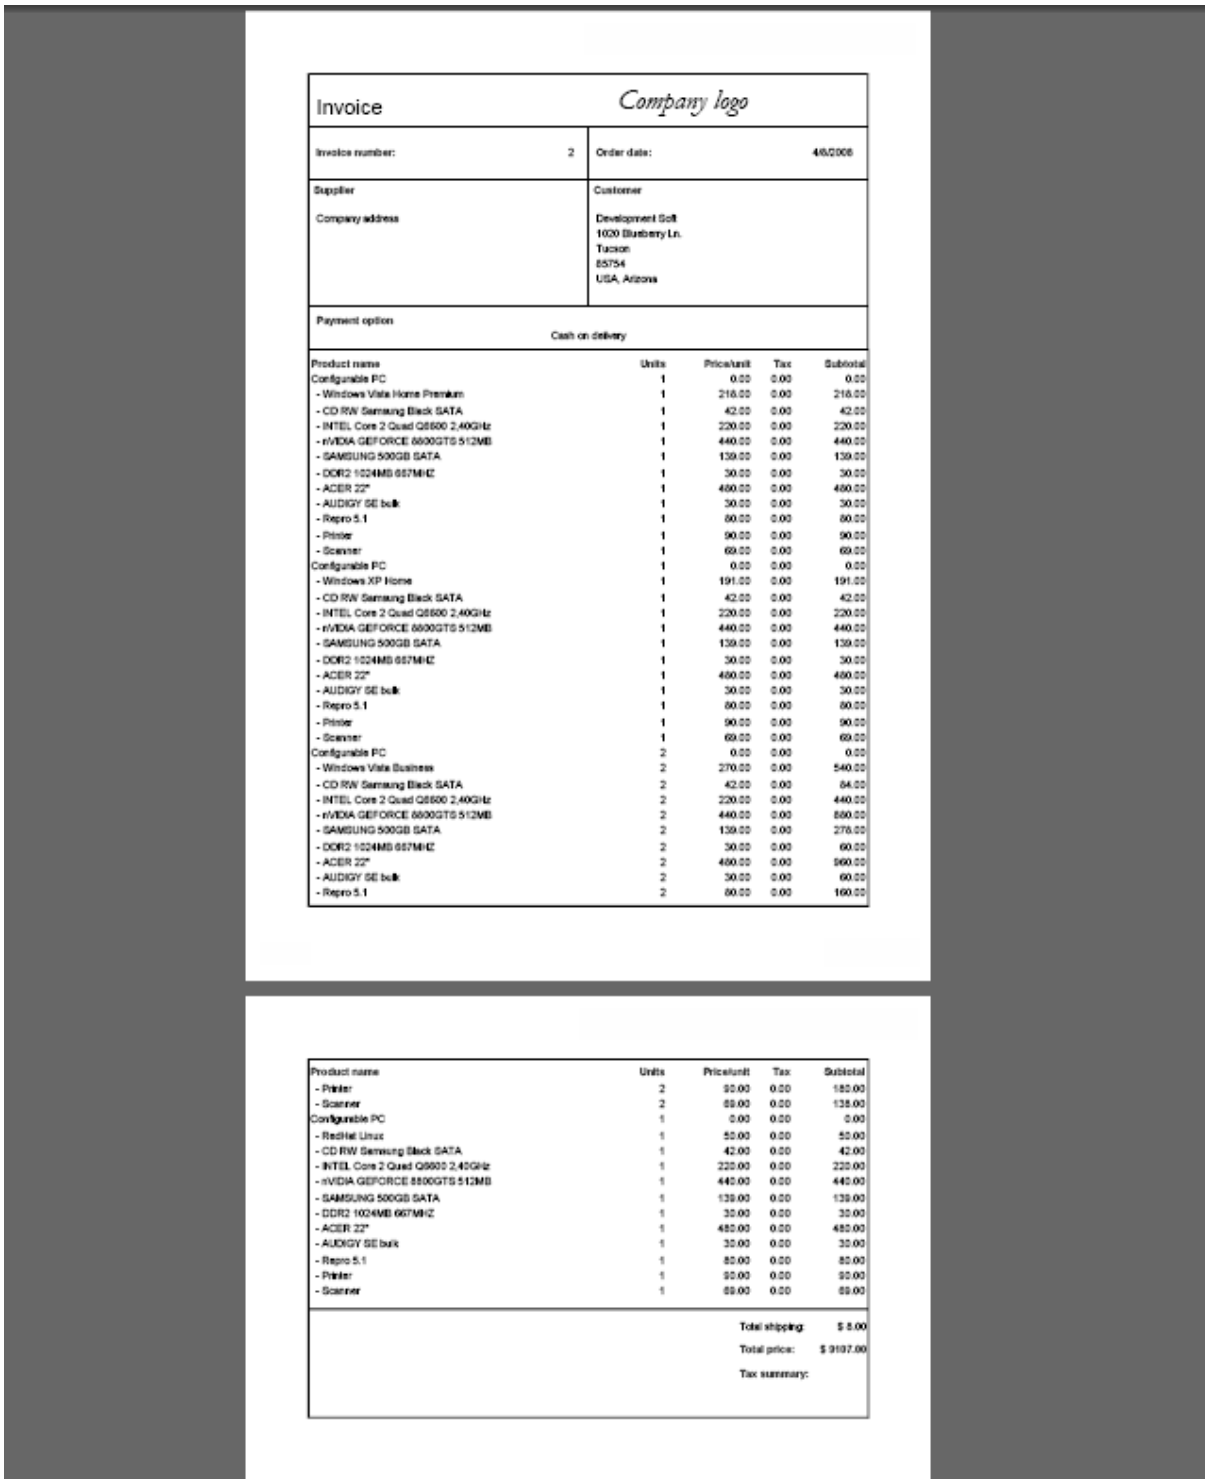 Invoice Company logo
Invoice number: 2 Order date: 4/8/2008
Supplier Customer
Company address Development Soft
1020 Blueberry Ln.
Tucson
85754
USA, Arizona
Payment option
Cash on delivery
Product name Units Price/unit Tax Subtotal
Configurable PC 1 0.00 0.00 0.00
- Windows Vista Home Premium 1 218.00 0.00 218.00
- CD RW Samsung Black SATA 1 42.00 0.00 42.00
- INTEL Core 2 Quad Q6600 2,40GHz 1 220.00 0.00 220.00
- nVIDIA GEFORCE 8800GTS 512MB 1 440.00 0.00 440.00
- SAMSUNG 500GB SATA 1 139.00 0.00 139.00
- DDR2 1024MB 667MHZ 1 30.00 0.00 30.00
- ACER 22" 1 480.00 0.00 480.00
- AUDIGY SE bulk 1 30.00 0.00 30.00
- Repro 5.1 1 80.00 0.00 80.00
- Printer 1 90.00 0.00 90.00
- Scanner 1 69.00 0.00 69.00
Configurable PC 1 0.00 0.00 0.00
- Windows XP Home 1 191.00 0.00 191.00
- CD RW Samsung Black SATA 1 42.00 0.00 42.00
- INTEL Core 2 Quad Q6600 2,40GHz 1 220.00 0.00 220.00
- nVIDIA GEFORCE 8800GTS 512MB 1 440.00 0.00 440.00
- SAMSUNG 500GB SATA 1 139.00 0.00 139.00
- DDR2 1024MB 667MHZ 1 30.00 0.00 30.00
- ACER 22" 1 480.00 0.00 480.00
- AUDIGY SE bulk 1 30.00 0.00 30.00
- Repro 5.1 1 80.00 0.00 80.00
- Printer 1 90.00 0.00 90.00
- Scanner 1 69.00 0.00 69.00
Configurable PC 2 0.00 0.00 0.00
- Windows Vista Business 2 270.00 0.00 540.00
- CD RW Samsung Black SATA 2 42.00 0.00 84.00
- INTEL Core 2 Quad Q6600 2,40GHz 2 220.00 0.00 440.00
- nVIDIA GEFORCE 8800GTS 512MB 2 440.00 0.00 880.00
- SAMSUNG 500GB SATA 2 139.00 0.00 278.00
- DDR2 1024MB 667MHZ 2 30.00 0.00 60.00
- ACER 22" 2 480.00 0.00 960.00
- AUDIGY SE bulk 2 30.00 0.00 60.00
- Repro 5.1 2 80.00 0.00 160.00
Product name Units Price/unit Tax Subtotal
- Printer 2 90.00 0.00 180.00
- Scanner 2 69.00 0.00 138.00
Configurable PC 1 0.00 0.00 0.00
- RedHat Linux 1 50.00 0.00 50.00
- CD RW Samsung Black SATA 1 42.00 0.00 42.00
- INTEL Core 2 Quad Q6600 2,40GHz 1 220.00 0.00 220.00
- nVIDIA GEFORCE 8800GTS 512MB 1 440.00 0.00 440.00
- SAMSUNG 500GB SATA 1 139.00 0.00 139.00
- DDR2 1024MB 667MHZ 1 30.00 0.00 30.00
- ACER 22" 1 480.00 0.00 480.00
- AUDIGY SE bulk 1 30.00 0.00 30.00
- Repro 5.1 1 80.00 0.00 80.00
- Printer 1 90.00 0.00 90.00
- Scanner 1 69.00 0.00 69.00
Total shipping: $ 8.00
Total price: $ 9107.00
Tax summary: